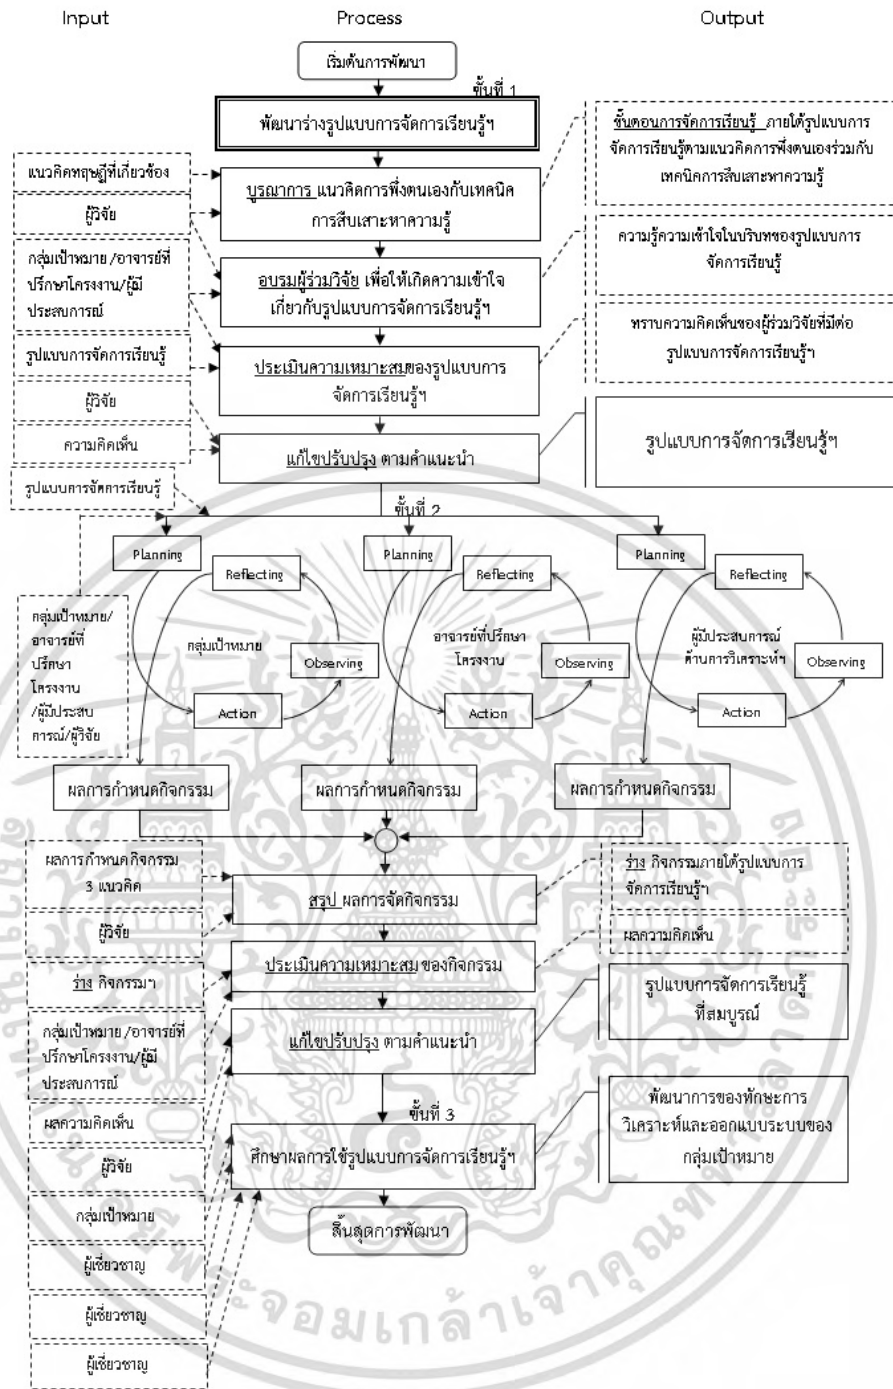 Input
Process
Output
เริ่มต้นการพัฒนา
ขั้นที่ 1
พัฒนาร่างรูปแบบการจัดการเรียนรู้ฯ
ขั้นตอนการจัดการเรียนรู้ ภายใต้รูปแบบการ
จัดการเรียนรู้ตามแนวคิดการพึ่งตนเองร่วมกับ
เทคนิคการสืบเสาะหาความรู้
แนวคิดทฤษฎีที่เกี่ยวข้อง
ผู้วิจัย
บูรณาการ แนวคิดการพึ่งตนเองกับเทคนิค
การสืบเสาะหาความรู้
ความรู้ความเข้าใจในบริบทของรูปแบบการ
จัดการเรียนรู้
กลุ่มเป้าหมาย/อาจารย์ที่
ปรึกษาโครงงาน/ผู้มี
ประสบการณ์
อบรมผู้ร่วมวิจัย เพื่อให้เกิดความเข้าใจ
เกี่ยวกับรูปแบบการจัดการเรียนรู้ฯ
ทราบความคิดเห็นของผู้ร่วมวิจัยที่มีต่อ
รูปแบบการจัดการเรียนรู้ฯ
รูปแบบการจัดการเรียนรู้
ประเมินความเหมาะสมของรูปแบบการ
จัดการเรียนรู้ฯ
ผู้วิจัย
ความคิดเห็น
แก้ไขปรับปรุง ตามคำแนะนำ
รูปแบบการจัดการเรียนรู้ฯ
รูปแบบการจัดการเรียนรู้
ขั้นที่ 2
Planning
Reflecting
กลุ่มเป้าหมาย
Observing
Action
Planning
Reflecting
อาจารย์ที่ปรึกษา
โครงงาน
Observing
Action
Planning
Reflecting
ผู้มีประสบการณ์
ด้านการวิเคราะห์ฯ
Observing
Action
กลุ่มเป้าหมาย/
อาจารย์ที่
ปรึกษา
โครงงาน
/ผู้มีประสบ
การณ์/ผู้วิจัย
ผลการกำหนดกิจกรรม
ผลการกำหนดกิจกรรม
ผลการกำหนดกิจกรรม
ผลการกำหนดกิจกรรม
3 แนวคิด
ผู้วิจัย
สรุป ผลการจัดกิจกรรม
ร่าง กิจกรรมภายใต้รูปแบบการ
จัดการเรียนรู้ฯ
ผลความคิดเห็น
ร่าง กิจกรรมฯ
ประเมินความเหมาะสม ของกิจกรรม
รูปแบบการจัดการเรียนรู้
ที่สมบูรณ์
กลุ่มเป้าหมาย/อาจารย์ที่
ปรึกษาโครงงาน/ผู้มี
ประสบการณ์
แก้ไขปรับปรุง ตามคำแนะนำ
ผลความคิดเห็น
ขั้นที่ 3
พัฒนาการของทักษะการ
วิเคราะห์และออกแบบระบบของ
กลุ่มเป้าหมาย
ผู้วิจัย
ศึกษาผลการใช้รูปแบบการจัดการเรียนรู้ฯ
กลุ่มเป้าหมาย
สิ้นสุดการพัฒนา
ผู้เชี่ยวชาญ
ผู้เชี่ยวชาญ
ผู้เชี่ยวชาญ